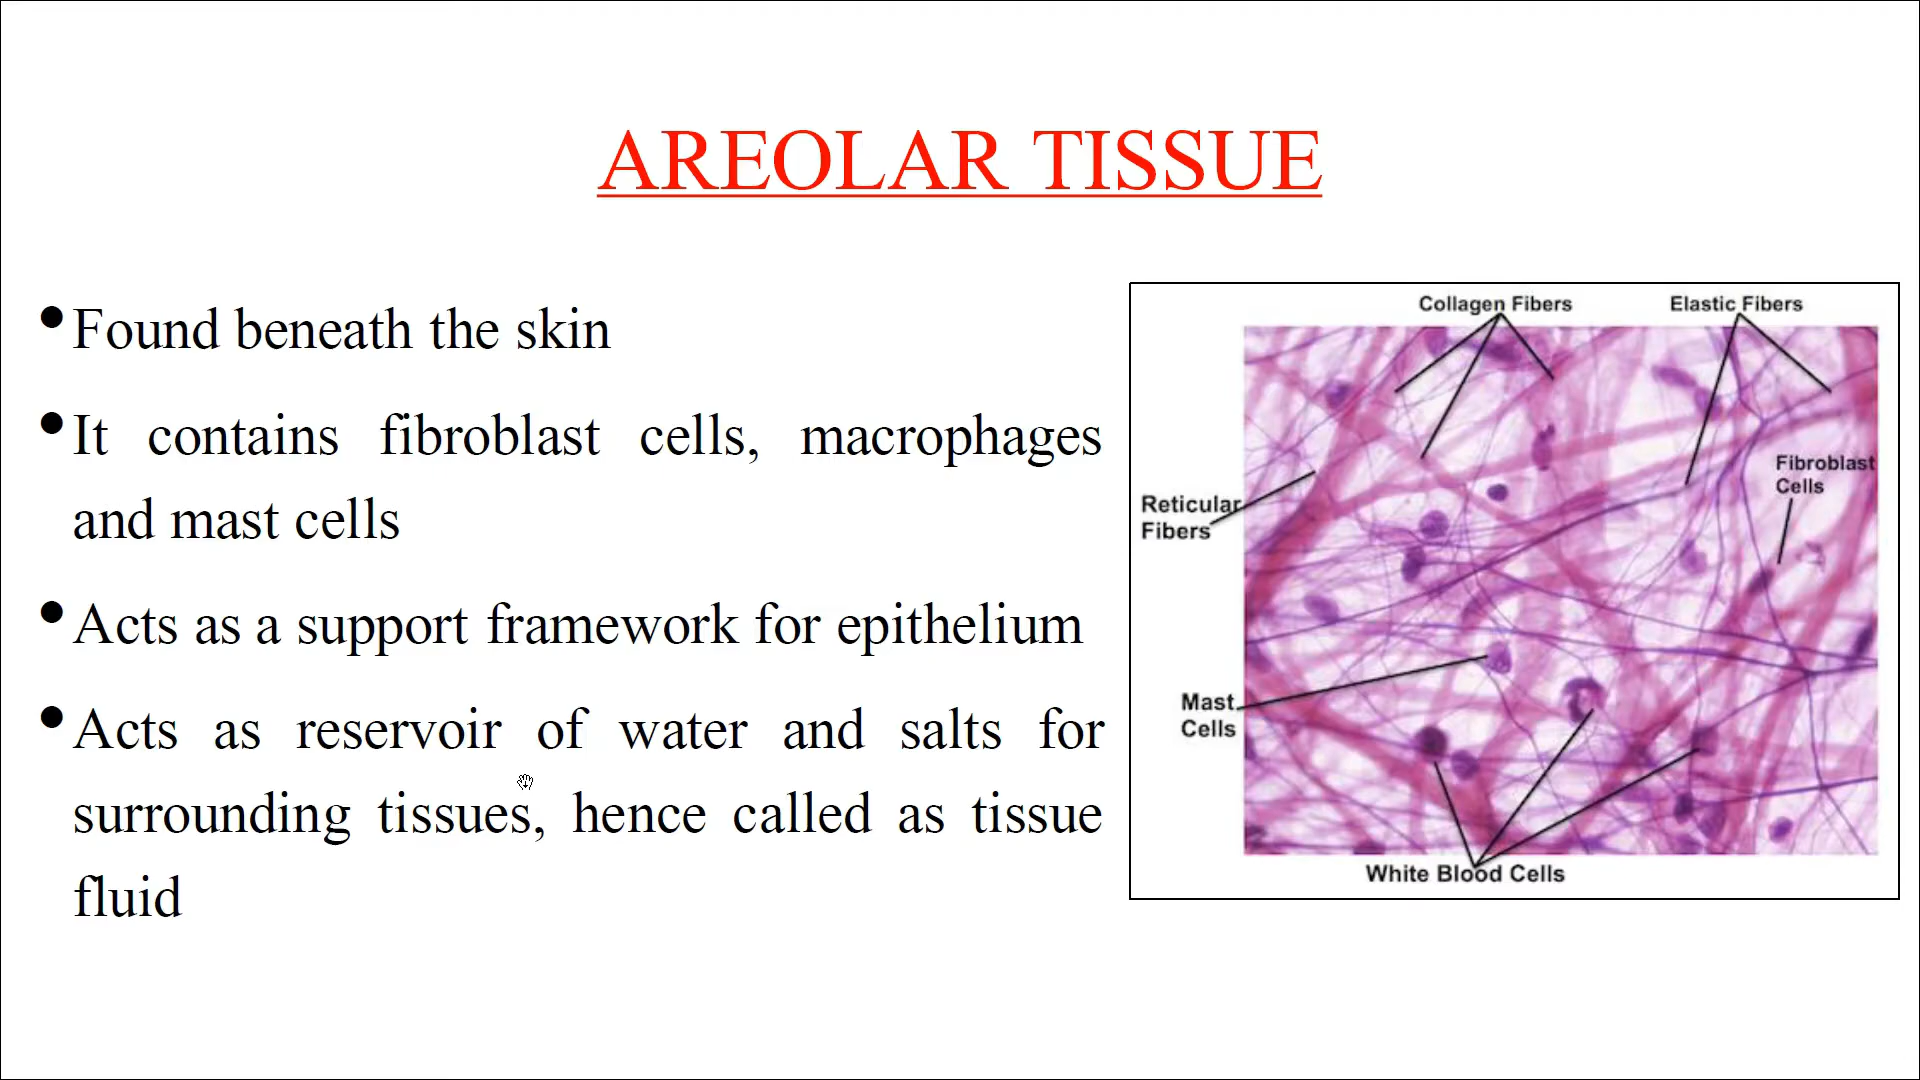 AREOLAR TISSUE
•Found beneath the skin
•It contains fibroblast cells, macrophages
and mast cells
•Acts as a support framework for epithelium
•Acts as reservoir of water and salts for
surrounding tissues, hence called as tissue
fluid
Collagen Fibers
Elastic Fibers
Fibroblast
Cells
Reticular
Fibers
Mast
Cells
White Blood Cells